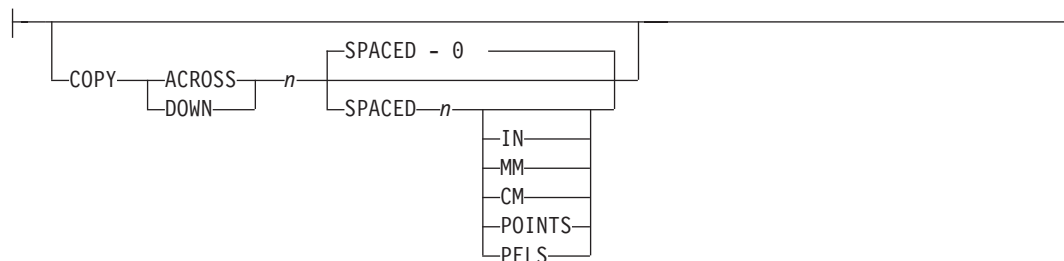 SPACED - 0
COPY ACROSS n
DOWN SPACED n
IN
MM
CM
POINTS
PELS